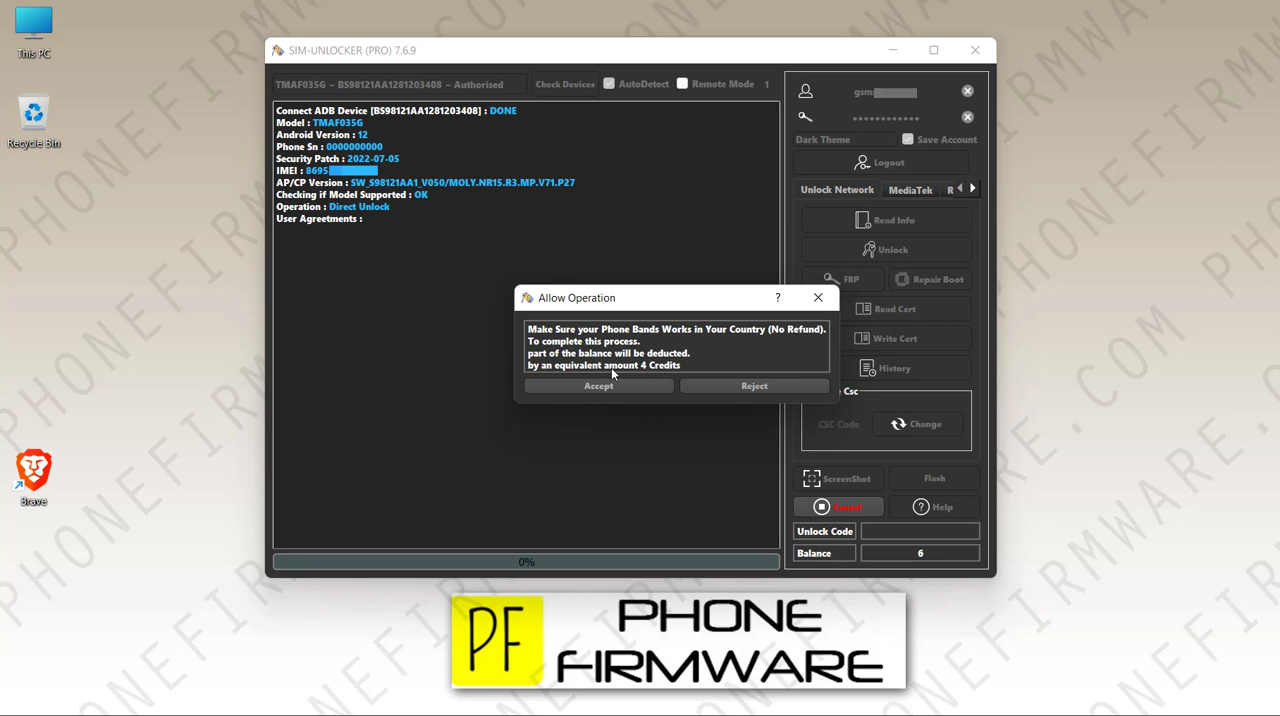 This PC
Recycle Bin
Brave
SIM-UNLOCKER (PRO) 7.6.9
TMAF035G – BS98121AA1281203408 – Authorised
Check Devices
AutoDetect
Remote Mode
1
Connect ADB Device [BS98121AA1281203408] : DONE
Model : TMAF035G
Android Version : 12
Phone Sn : 0000000000
Security Patch : 2022-07-05
IMEI : 8695
AP/CP Version : SW_S98121AA1_V050/MOLY.NR15.R3.MP.V71.P27
Checking if Model Supported : OK
Operation : Direct Unlock
User Agreetments :
0%
gsm
Dark Theme
Save Account
Logout
Unlock Network
MediaTek
R
Read Info
Unlock
FRP
Repair Boot
Read Cert
Write Cert
History
Csc
CSC Code
Change
ScreenShot
Flash
Cancel
Help
Unlock Code
Balance
6
Allow Operation
?
Make Sure your Phone Bands Works in Your Country (No Refund).
To complete this process.
part of the balance will be deducted.
by an equivalent amount 4 Credits
Accept
Reject
PF
PHONE
FIRMWARE
PHONEFIRMWARE.COM